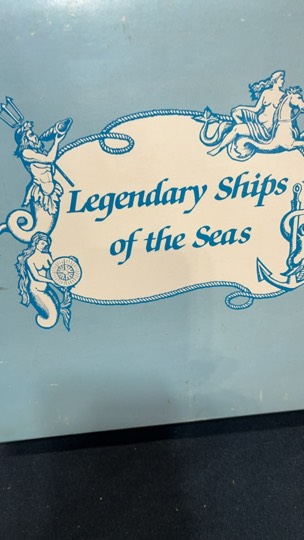 Legendary Ships
of the Seas